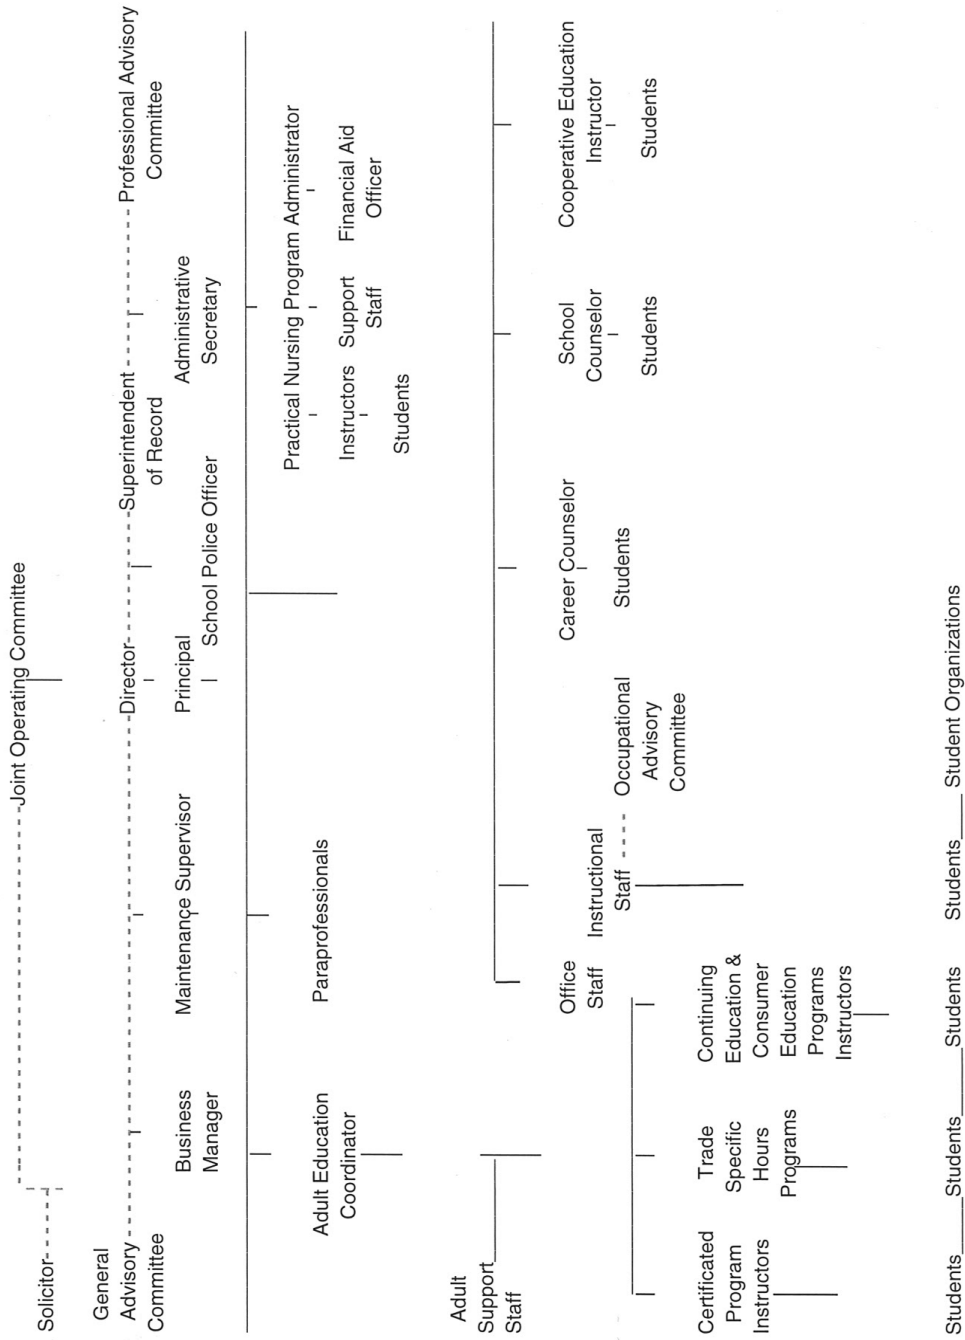 Joint Operating Committee
Solicitor
General
Advisory
Committee
Director
Superintendent
of Record
Professional Advisory
Committee
Business
Manager
Maintenance Supervisor
Principal
School Police Officer
Administrative
Secretary
Adult Education
Coordinator
Paraprofessionals
Practical Nursing Program Administrator
Instructors
Support
Staff
Financial Aid
Officer
Students
Adult
Support
Staff
Office
Staff
Instructional
Staff
Occupational
Advisory
Committee
Career Counselor
Students
School
Counselor
Students
Cooperative Education
Instructor
Students
Certificated
Program
Instructors
Trade
Specific
Hours
Programs
Continuing
Education &
Consumer
Education
Programs
Instructors
Students Students Students Students Student Organizations